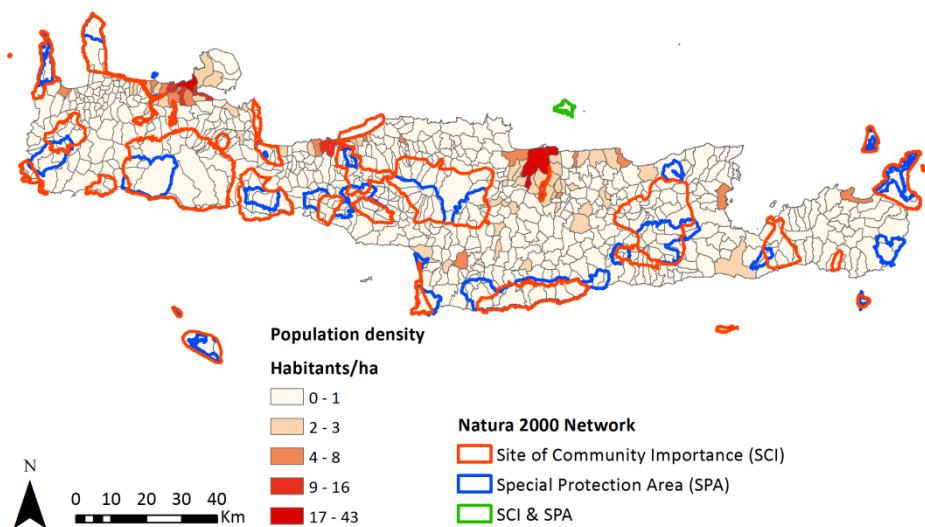 Population density
Habitants/ha
0 - 1
2 - 3
4 - 8
9 - 16
17 - 43
Natura 2000 Network
Site of Community Importance (SCI)
Special Protection Area (SPA)
SCI & SPA
N
0 10 20 30 40
Km